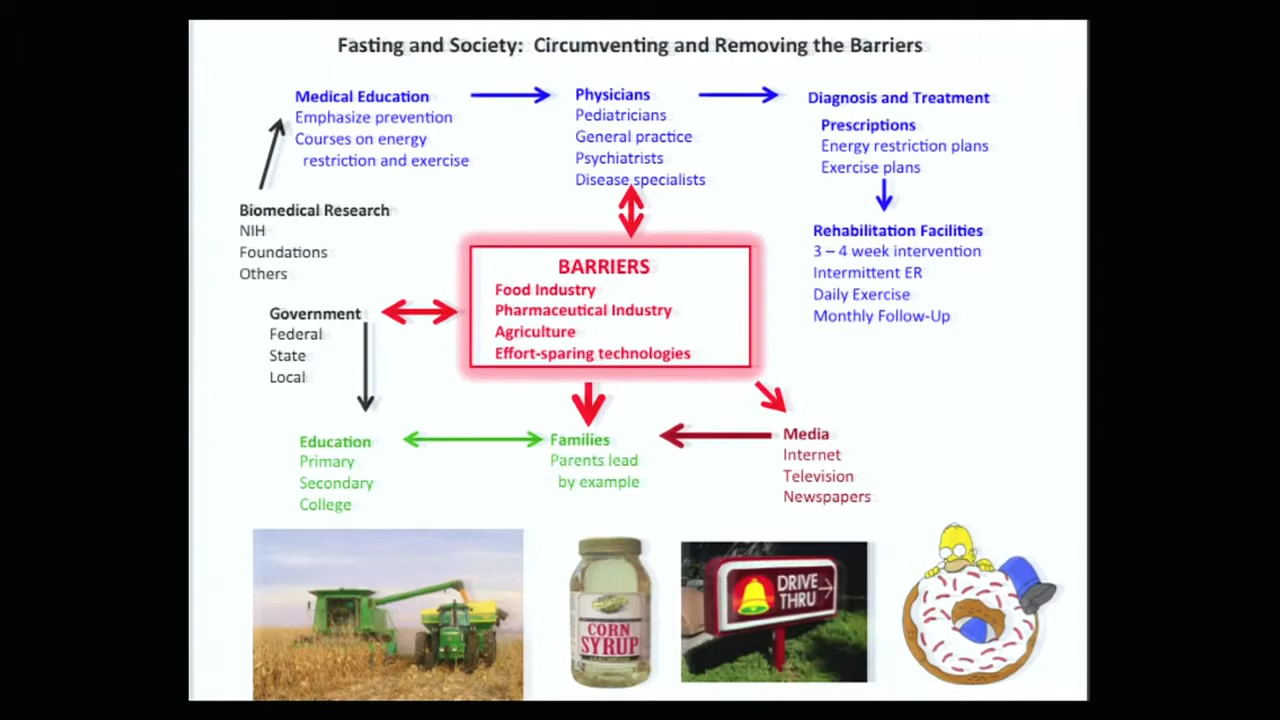 Fasting and Society: Circumventing and Removing the Barriers
Medical Education
Emphasize prevention
Courses on energy
restriction and exercise
Physicians
Pediatricians
General practice
Psychiatrists
Disease specialists
Diagnosis and Treatment
Prescriptions
Energy restriction plans
Exercise plans
Biomedical Research
NIH
Foundations
Others
Rehabilitation Facilities
3 – 4 week intervention
Intermittent ER
Daily Exercise
Monthly Follow-Up
BARRIERS
Food Industry
Pharmaceutical Industry
Agriculture
Effort-sparing technologies
Government
Federal
State
Local
Education
Primary
Secondary
College
Families
Parents lead
by example
Media
Internet
Television
Newspapers
CORN
SYRUP
DRIVE
THRU